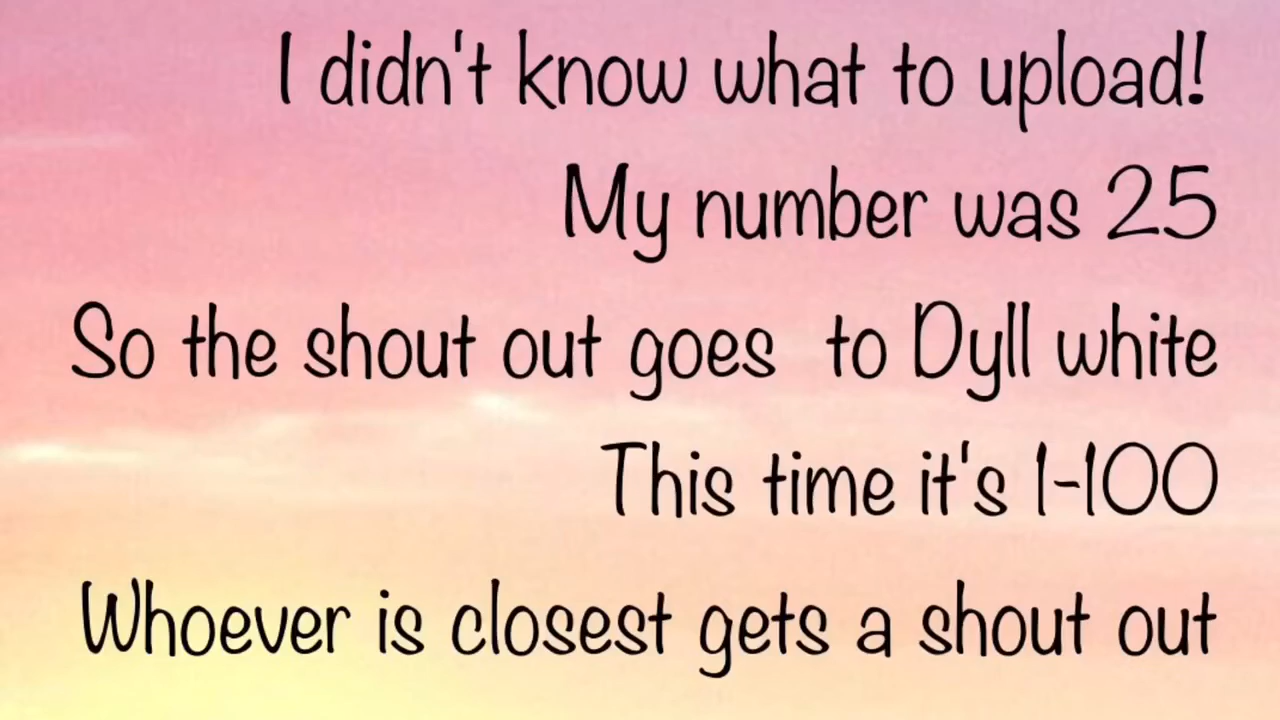 I didn't know what to upload!
My number was 25
So the shout out goes  to Dyll white
This time it's 1-100
Whoever is closest gets a shout out